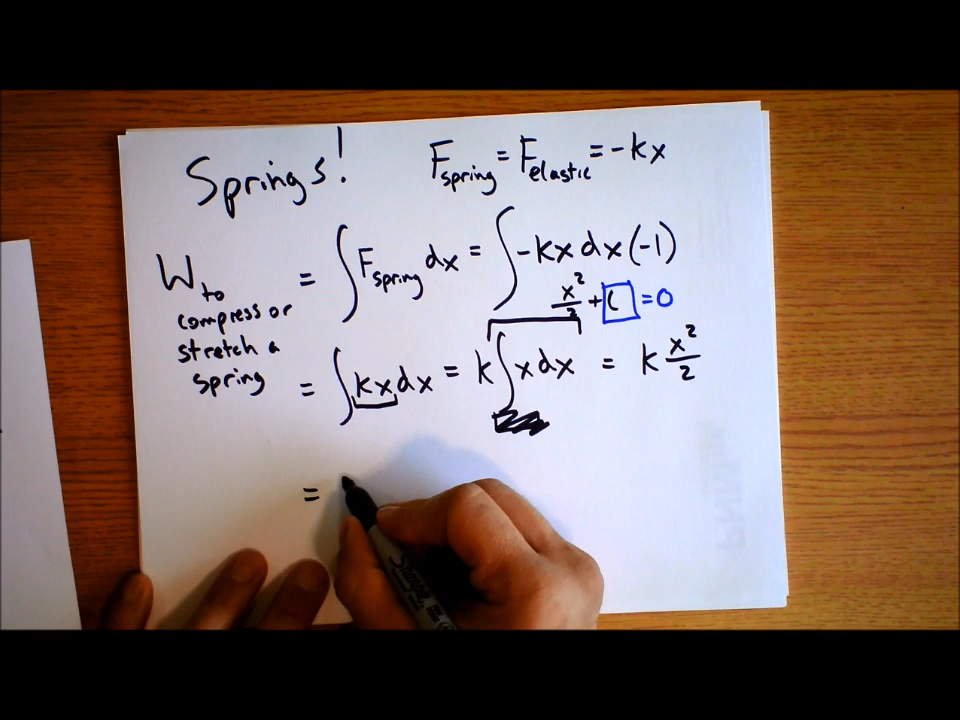 Springs! F_spring = F_elastic = -kx
W_to compress or stretch a spring = ∫ F_spring dx = ∫ -kx dx (-1)
x²/2 + C = 0
= ∫ kx dx = k ∫ x dx = k x²/2
=
Sharpie